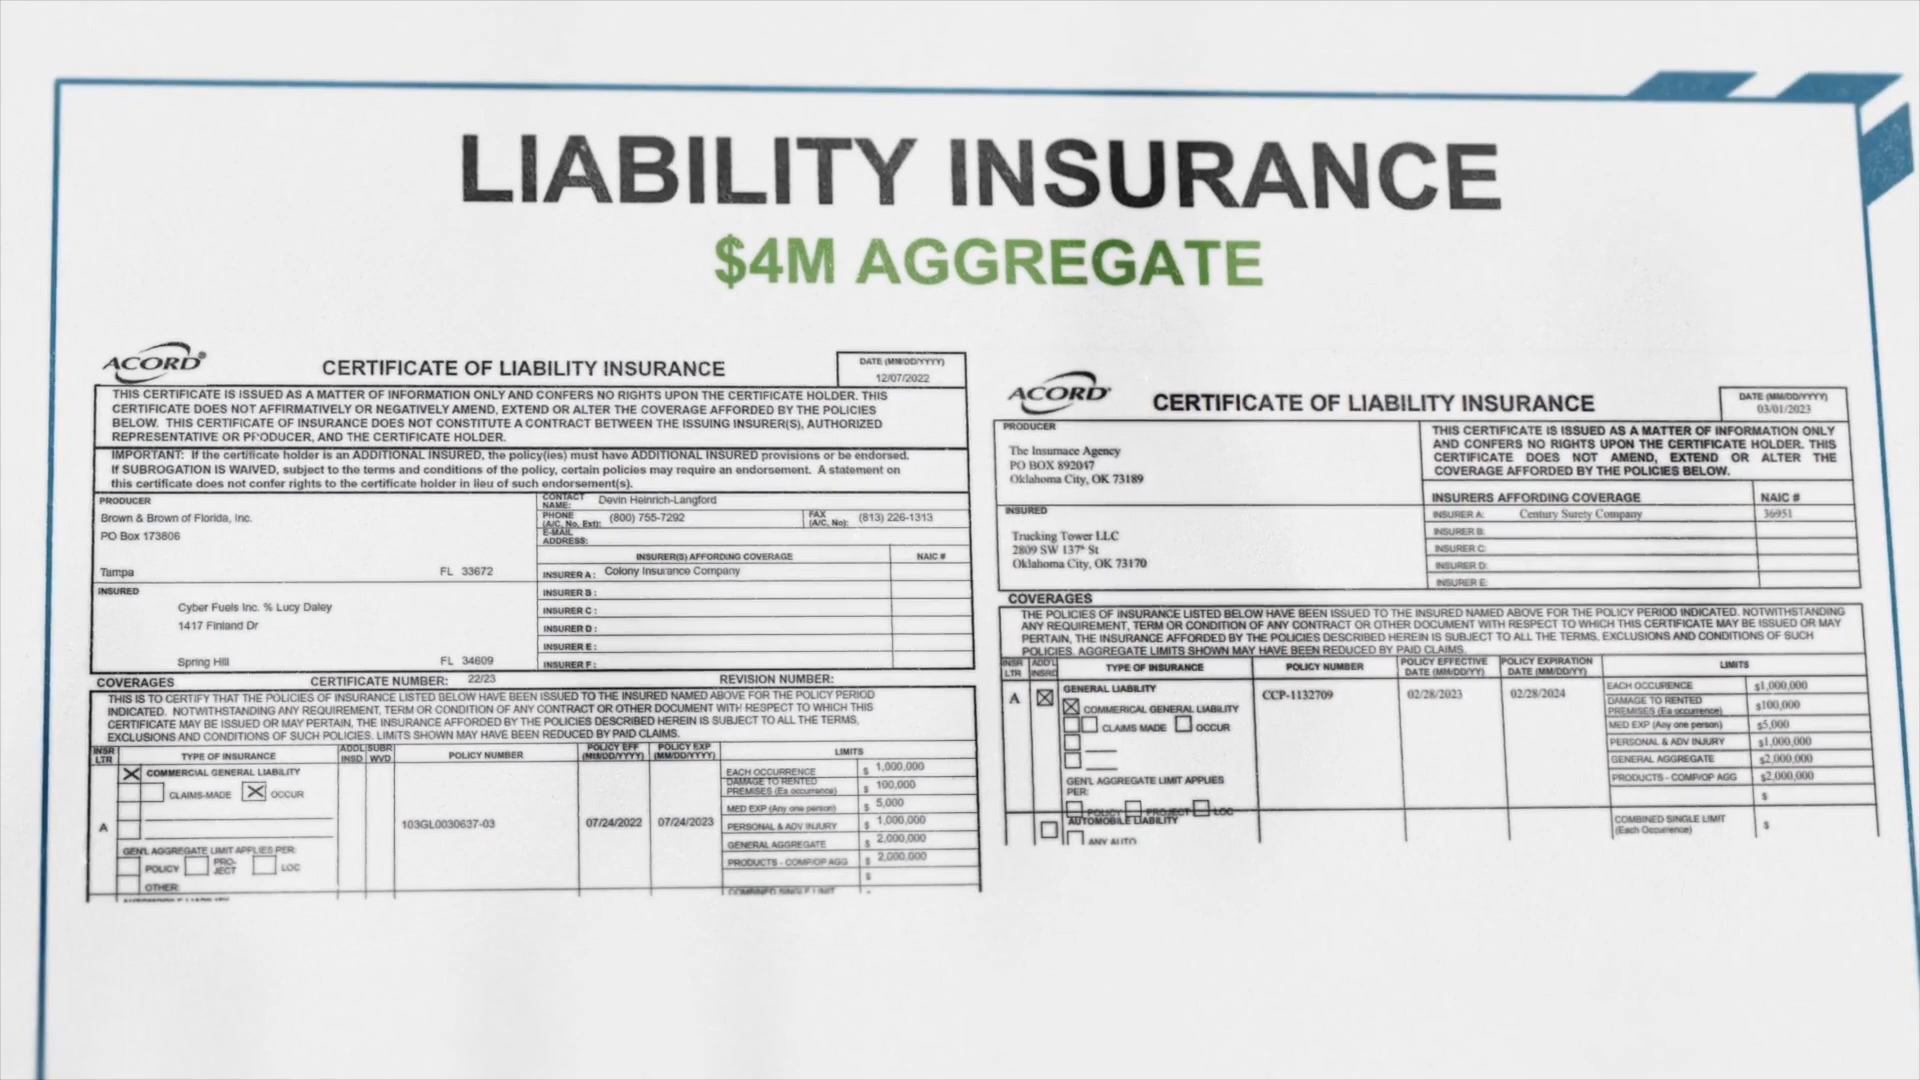 LIABILITY INSURANCE
$4M AGGREGATE
ACORD®
CERTIFICATE OF LIABILITY INSURANCE
DATE (MM/DD/YYYY)
12/07/2022
THIS CERTIFICATE IS ISSUED AS A MATTER OF INFORMATION ONLY AND CONFERS NO RIGHTS UPON THE CERTIFICATE HOLDER. THIS
CERTIFICATE DOES NOT AFFIRMATIVELY OR NEGATIVELY AMEND, EXTEND OR ALTER THE COVERAGE AFFORDED BY THE POLICIES
BELOW. THIS CERTIFICATE OF INSURANCE DOES NOT CONSTITUTE A CONTRACT BETWEEN THE ISSUING INSURER(S), AUTHORIZED
REPRESENTATIVE OR PRODUCER, AND THE CERTIFICATE HOLDER.
IMPORTANT: If the certificate holder is an ADDITIONAL INSURED, the policy(ies) must have ADDITIONAL INSURED provisions or be endorsed.
If SUBROGATION IS WAIVED, subject to the terms and conditions of the policy, certain policies may require an endorsement. A statement on
this certificate does not confer rights to the certificate holder in lieu of such endorsement(s).
PRODUCER
Brown & Brown of Florida, Inc.
PO Box 173806
Tampa FL 33672
CONTACT NAME: Devin Heinrich-Langford
PHONE (A/C, No, Ext): (800) 755-7292
FAX (A/C, No): (813) 226-1313
E-MAIL ADDRESS:
INSURER(S) AFFORDING COVERAGE NAIC #
INSURER A: Colony Insurance Company
INSURER B:
INSURER C:
INSURER D:
INSURER E:
INSURER F:
INSURED
Cyber Fuels Inc. % Lucy Daley
1417 Finland Dr
Spring Hill FL 34609
COVERAGES CERTIFICATE NUMBER: 22/23 REVISION NUMBER:
THIS IS TO CERTIFY THAT THE POLICIES OF INSURANCE LISTED BELOW HAVE BEEN ISSUED TO THE INSURED NAMED ABOVE FOR THE POLICY PERIOD
INDICATED. NOTWITHSTANDING ANY REQUIREMENT, TERM OR CONDITION OF ANY CONTRACT OR OTHER DOCUMENT WITH RESPECT TO WHICH THIS
CERTIFICATE MAY BE ISSUED OR MAY PERTAIN, THE INSURANCE AFFORDED BY THE POLICIES DESCRIBED HEREIN IS SUBJECT TO ALL THE TERMS,
EXCLUSIONS AND CONDITIONS OF SUCH POLICIES. LIMITS SHOWN MAY HAVE BEEN REDUCED BY PAID CLAIMS.
INSR LTR TYPE OF INSURANCE ADDL INSD SUBR WVD POLICY NUMBER POLICY EFF (MM/DD/YYYY) POLICY EXP (MM/DD/YYYY) LIMITS
A
X COMMERCIAL GENERAL LIABILITY
CLAIMS-MADE X OCCUR
GEN'L AGGREGATE LIMIT APPLIES PER:
POLICY PRO-JECT LOC
OTHER:
103GL0030637-03 07/24/2022 07/24/2023
EACH OCCURRENCE $ 1,000,000
DAMAGE TO RENTED PREMISES (Ea occurrence) $ 100,000
MED EXP (Any one person) $ 5,000
PERSONAL & ADV INJURY $ 1,000,000
GENERAL AGGREGATE $ 2,000,000
PRODUCTS - COMP/OP AGG $ 2,000,000
$
COMBINED SINGLE LIMIT
AUTOMOBILE LIABILITY
ACORD®
CERTIFICATE OF LIABILITY INSURANCE
DATE (MM/DD/YYYY)
03/01/2023
PRODUCER
The Insurnace Agency
PO BOX 892047
Oklahoma City, OK 73189
THIS CERTIFICATE IS ISSUED AS A MATTER OF INFORMATION ONLY
AND CONFERS NO RIGHTS UPON THE CERTIFICATE HOLDER. THIS
CERTIFICATE DOES NOT AMEND, EXTEND OR ALTER THE
COVERAGE AFFORDED BY THE POLICIES BELOW.
INSURERS AFFORDING COVERAGE NAIC #
INSURED
Trucking Tower LLC
2809 SW 137th St
Oklahoma City, OK 73170
INSURER A: Century Surety Company 36951
INSURER B:
INSURER C:
INSURER D:
INSURER E:
COVERAGES
THE POLICIES OF INSURANCE LISTED BELOW HAVE BEEN ISSUED TO THE INSURED NAMED ABOVE FOR THE POLICY PERIOD INDICATED. NOTWITHSTANDING
ANY REQUIREMENT, TERM OR CONDITION OF ANY CONTRACT OR OTHER DOCUMENT WITH RESPECT TO WHICH THIS CERTIFICATE MAY BE ISSUED OR MAY
PERTAIN, THE INSURANCE AFFORDED BY THE POLICIES DESCRIBED HEREIN IS SUBJECT TO ALL THE TERMS, EXCLUSIONS AND CONDITIONS OF SUCH
POLICIES. AGGREGATE LIMITS SHOWN MAY HAVE BEEN REDUCED BY PAID CLAIMS.
INSR LTR ADD'L INSRD TYPE OF INSURANCE POLICY NUMBER POLICY EFFECTIVE DATE (MM/DD/YY) POLICY EXPIRATION DATE (MM/DD/YY) LIMITS
A X GENERAL LIABILITY
X COMMERICAL GENERAL LIABILITY
CLAIMS MADE OCCUR
GEN'L AGGREGATE LIMIT APPLIES
PER:
POLICY PROJECT LOC
CCP-1132709 02/28/2023 02/28/2024
EACH OCCURENCE $1,000,000
DAMAGE TO RENTED PREMISES (Ea occurrence) $100,000
MED EXP (Any one person) $5,000
PERSONAL & ADV INJURY $1,000,000
GENERAL AGGREGATE $2,000,000
PRODUCTS - COMP/OP AGG $2,000,000
$
AUTOMOBILE LIABILITY
ANY AUTO
COMBINED SINGLE LIMIT
(Each Occurrence) $